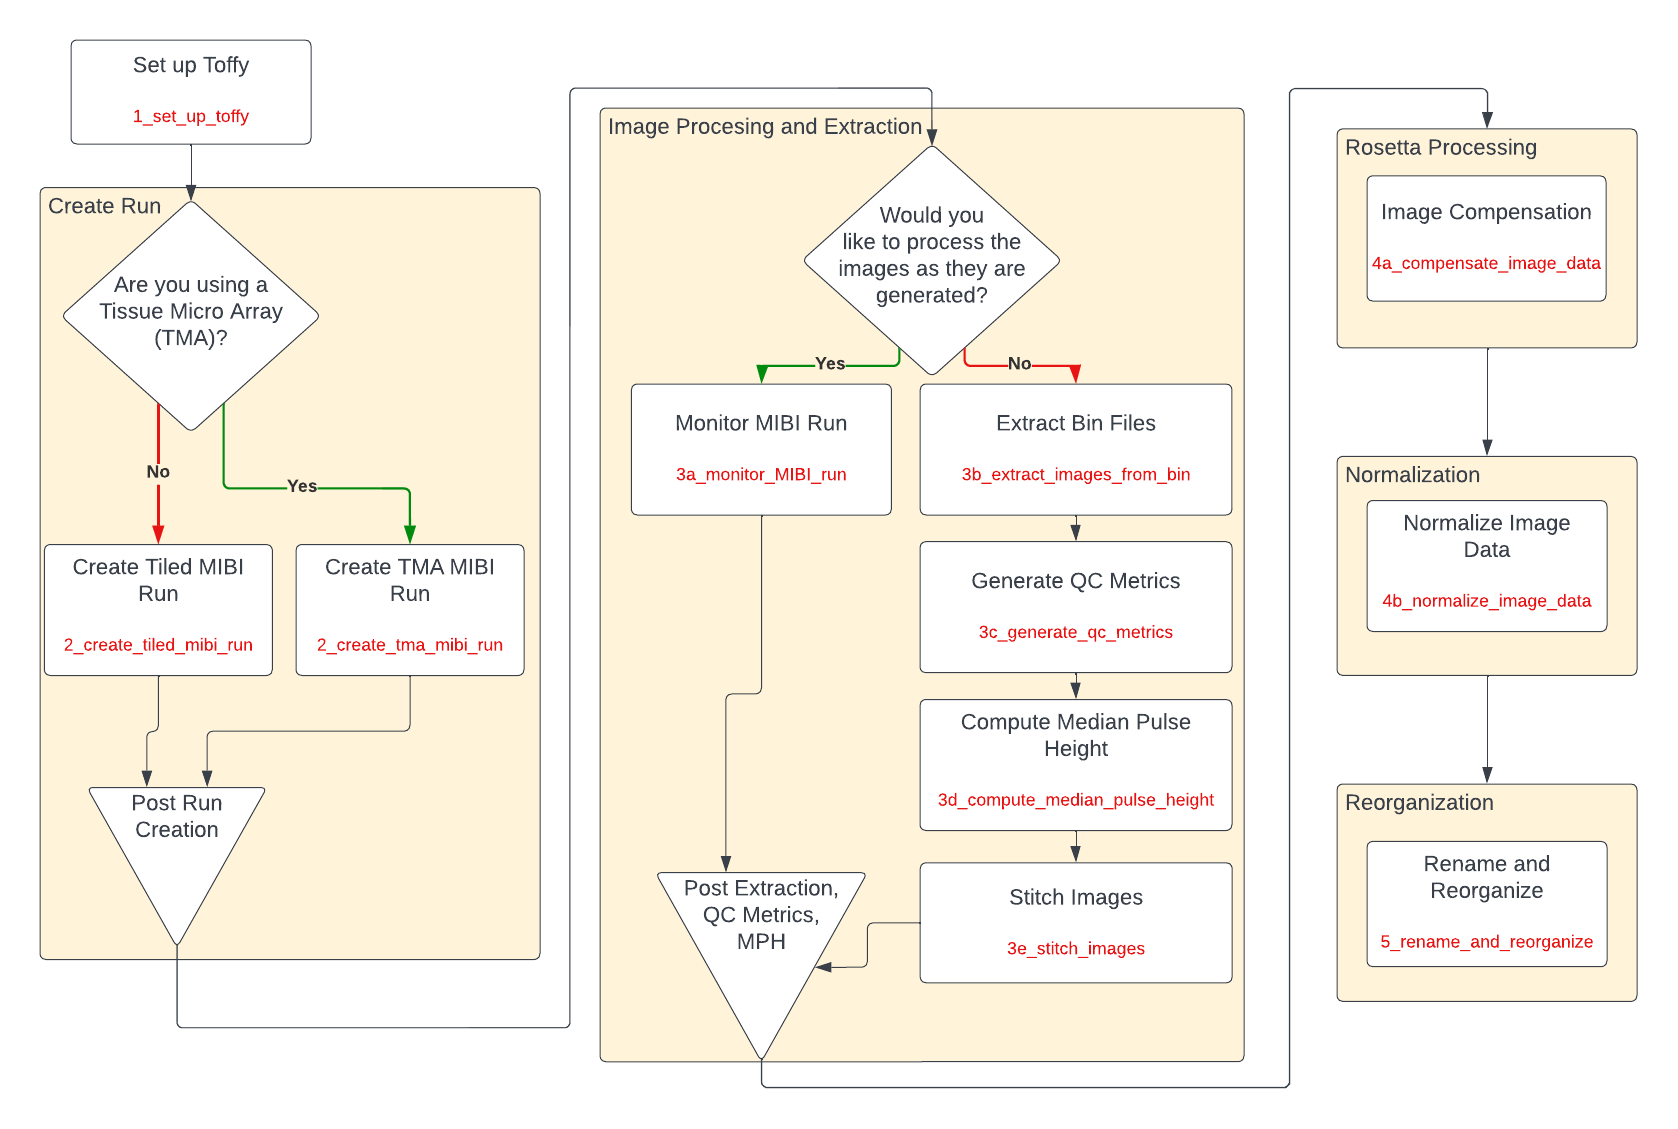 Set up Toffy
1_set_up_toffy
Create Run
Are you using a
Tissue Micro Array
(TMA)?
No
Yes
Create Tiled MIBI
Run
2_create_tiled_mibi_run
Create TMA MIBI
Run
2_create_tma_mibi_run
Post Run
Creation
Image Procesing and Extraction
Would you
like to process the
images as they are
generated?
Yes
No
Monitor MIBI Run
3a_monitor_MIBI_run
Extract Bin Files
3b_extract_images_from_bin
Generate QC Metrics
3c_generate_qc_metrics
Compute Median Pulse
Height
3d_compute_median_pulse_height
Stitch Images
3e_stitch_images
Post Extraction,
QC Metrics,
MPH
Rosetta Processing
Image Compensation
4a_compensate_image_data
Normalization
Normalize Image
Data
4b_normalize_image_data
Reorganization
Rename and
Reorganize
5_rename_and_reorganize